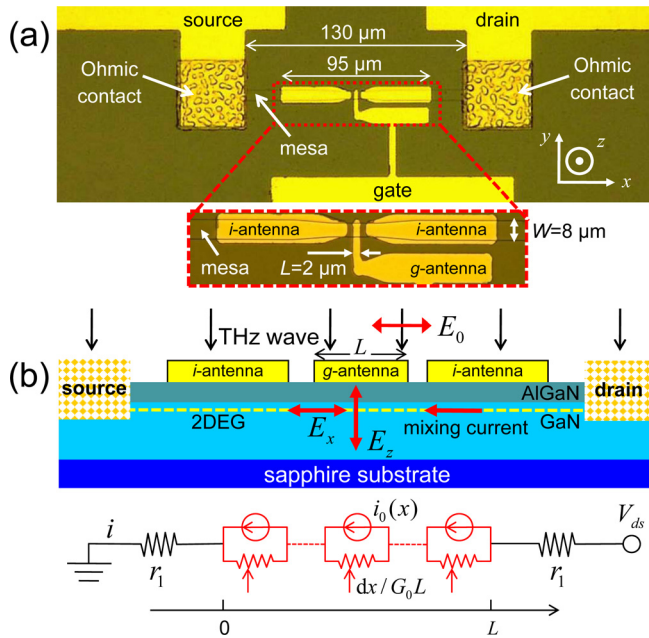 (a)
source
drain
130 µm
95 µm
Ohmic
contact
Ohmic
contact
mesa
y
z
x
gate
i-antenna
i-antenna
W=8 µm
mesa
L=2 µm
g-antenna
(b)
THz wave
E₀
L
i-antenna
g-antenna
i-antenna
source
drain
AlGaN
2DEG
Eₓ
E_z
mixing current
GaN
sapphire substrate
i
r₁
i₀(x)
dx/G₀L
r₁
V_ds
0
L